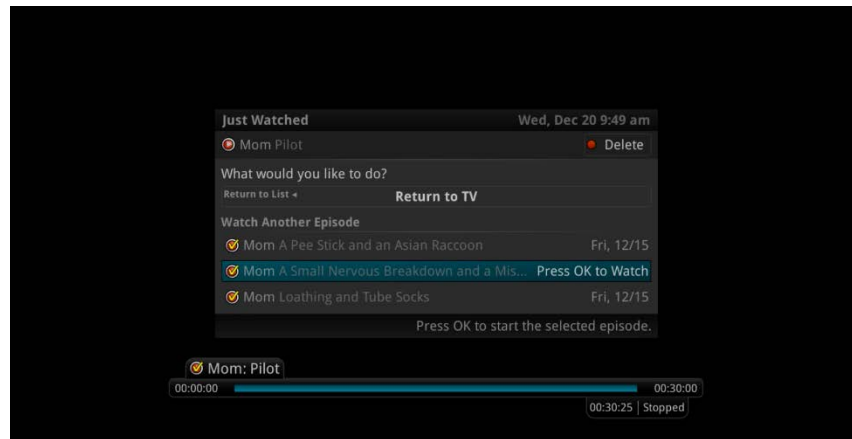 Just Watched Wed, Dec 20 9:49 am
Mom Pilot Delete
What would you like to do?
Return to List ◂ Return to TV
Watch Another Episode
Mom A Pee Stick and an Asian Raccoon Fri, 12/15
Mom A Small Nervous Breakdown and a Mis... Press OK to Watch
Mom Loathing and Tube Socks Fri, 12/15
Press OK to start the selected episode.
Mom: Pilot
00:00:00 00:30:00
00:30:25 | Stopped